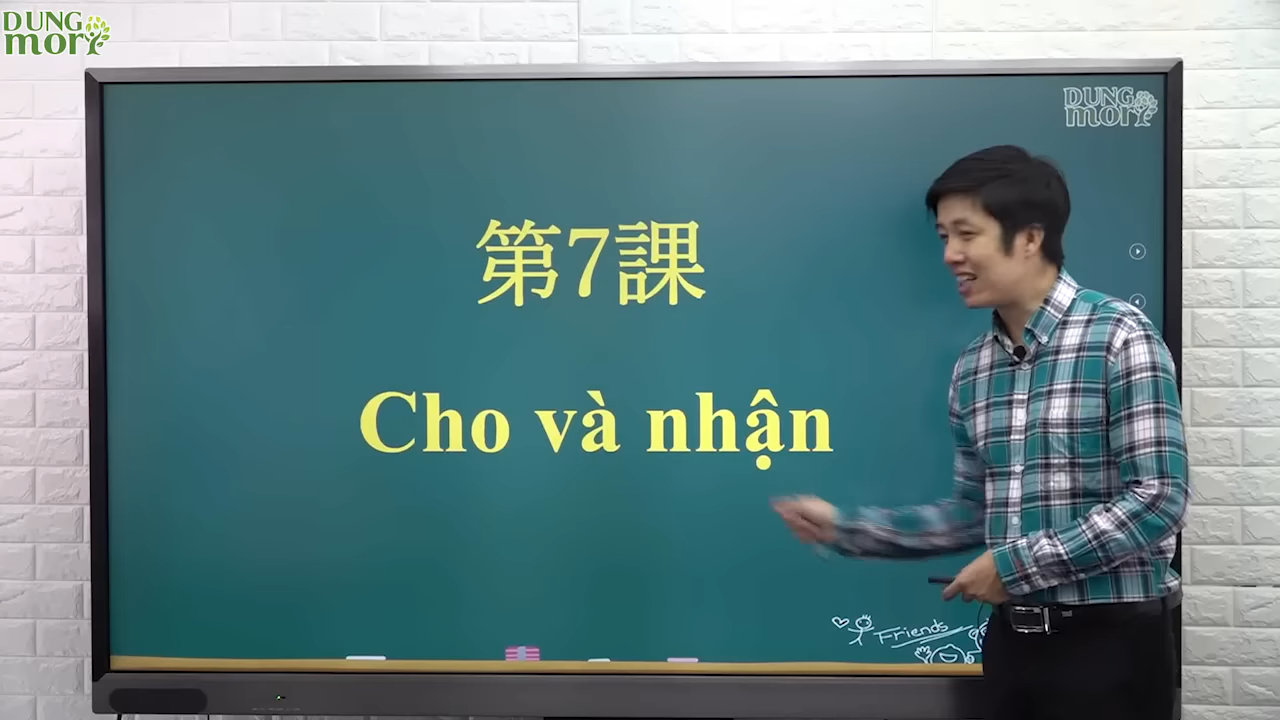 DUNG
mori
DUNG
mori
第7課
Cho và nhận
Friends